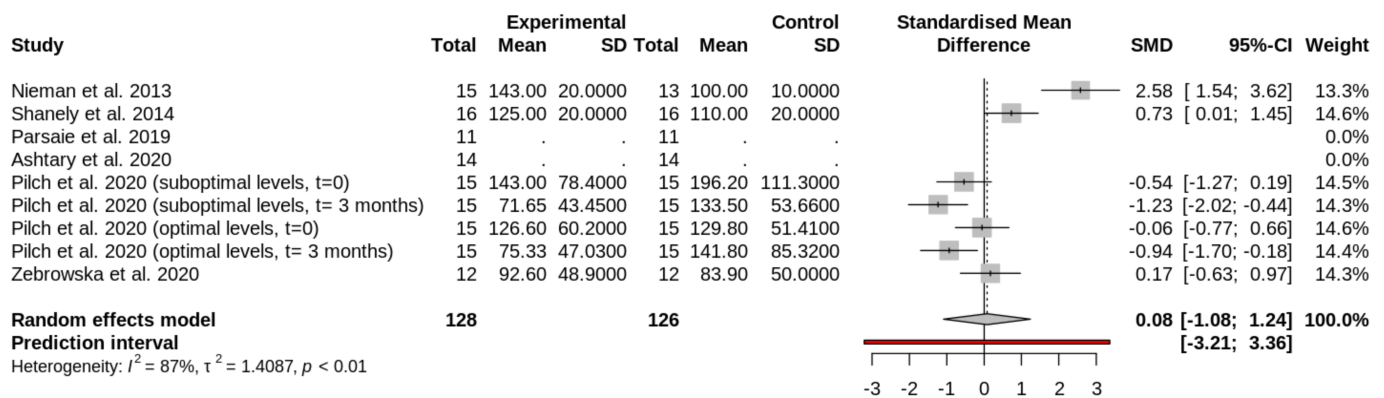 Experimental Control Standardised Mean
Study Total Mean SD Total Mean SD Difference SMD 95%-CI Weight
Nieman et al. 2013 15 143.00 20.0000 13 100.00 10.0000 2.58 [ 1.54; 3.62] 13.3%
Shanely et al. 2014 16 125.00 20.0000 16 110.00 20.0000 0.73 [ 0.01; 1.45] 14.6%
Parsaie et al. 2019 11 . . 11 . . 0.0%
Ashtary et al. 2020 14 . . 14 . . 0.0%
Pilch et al. 2020 (suboptimal levels, t=0) 15 143.00 78.4000 15 196.20 111.3000 -0.54 [-1.27; 0.19] 14.5%
Pilch et al. 2020 (suboptimal levels, t= 3 months) 15 71.65 43.4500 15 133.50 53.6600 -1.23 [-2.02; -0.44] 14.3%
Pilch et al. 2020 (optimal levels, t=0) 15 126.60 60.2000 15 129.80 51.4100 -0.06 [-0.77; 0.66] 14.6%
Pilch et al. 2020 (optimal levels, t= 3 months) 15 75.33 47.0300 15 141.80 85.3200 -0.94 [-1.70; -0.18] 14.4%
Zebrowska et al. 2020 12 92.60 48.9000 12 83.90 50.0000 0.17 [-0.63; 0.97] 14.3%
Random effects model 128 126 0.08 [-1.08; 1.24] 100.0%
Prediction interval [-3.21; 3.36]
Heterogeneity: I² = 87%, τ² = 1.4087, p < 0.01
-3 -2 -1 0 1 2 3